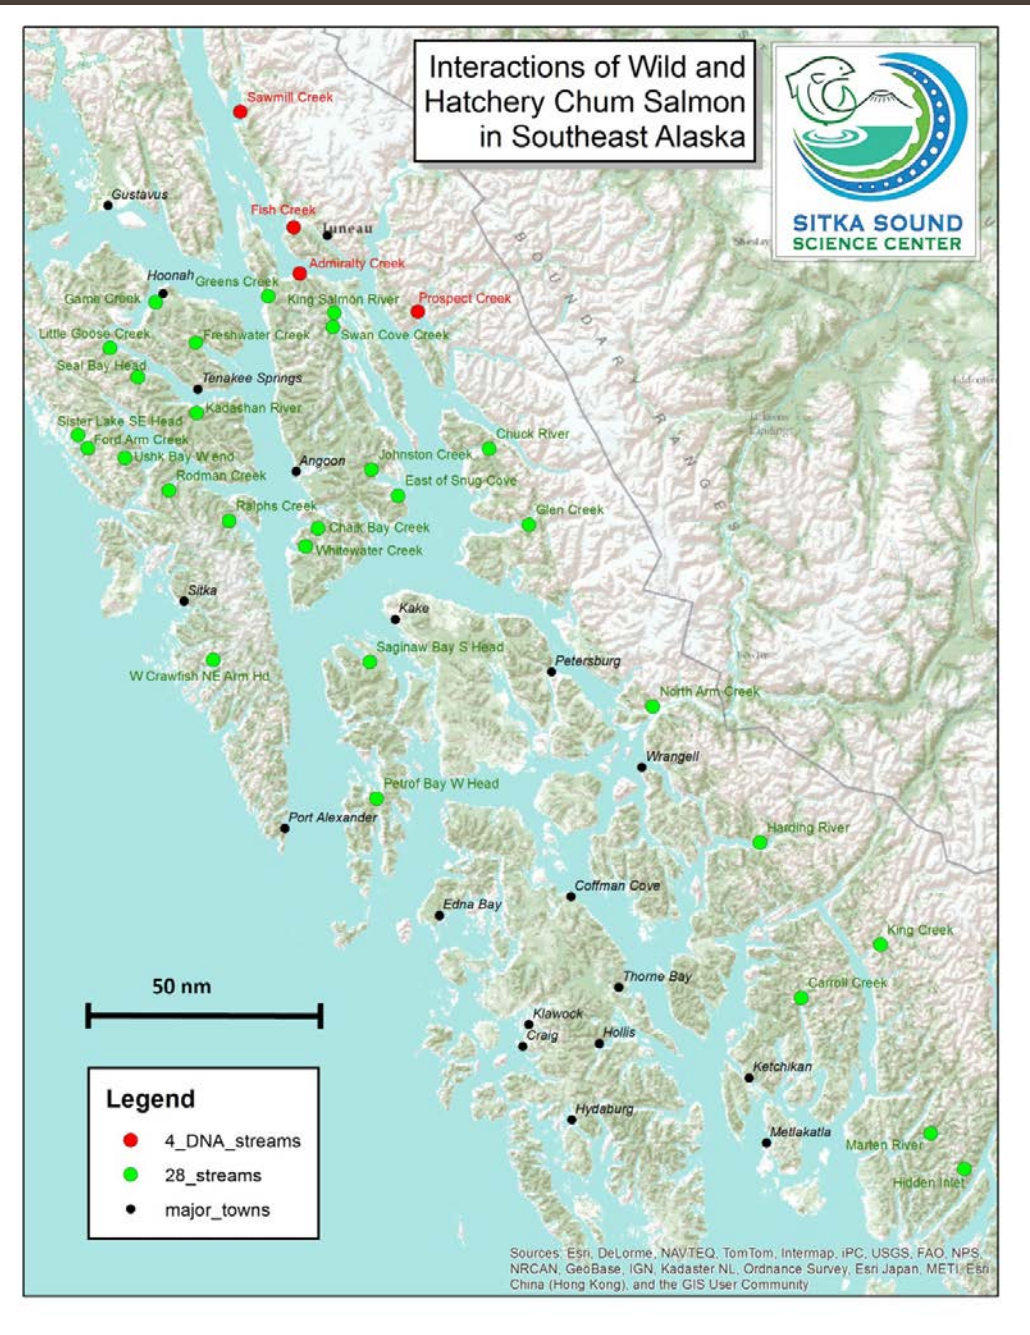 Interactions of Wild and
Hatchery Chum Salmon
in Southeast Alaska
SITKA SOUND
SCIENCE CENTER
Sawmill Creek
Gustavus
Fish Creek
Juneau
Admiralty Creek
Hoonah
Greens Creek
Game Creek
King Salmon River
Prospect Creek
Little Goose Creek
Freshwater Creek
Swan Cove Creek
Seal Bay Head
Tenakee Springs
Kadashan River
Sister Lake SE Head
Ford Arm Creek
Ushk Bay W end
Chuck River
Johnston Creek
Angoon
Rodman Creek
East of Snug Cove
Ralphs Creek
Glen Creek
Chaik Bay Creek
Whitewater Creek
Sitka
Kake
Saginaw Bay S Head
Petersburg
W Crawfish NE Arm Hd
North Arm Creek
Wrangell
Petrof Bay W Head
Port Alexander
Harding River
Coffman Cove
Edna Bay
King Creek
Thorne Bay
Carroll Creek
Klawock
Craig
Hollis
Ketchikan
Hydaburg
Metlakatla
Marten River
Hidden Inlet
BOUNDARY RANGES
50 nm
Legend
4_DNA_streams
28_streams
major_towns
Sources: Esri, DeLorme, NAVTEQ, TomTom, Intermap, iPC, USGS, FAO, NPS,
NRCAN, GeoBase, IGN, Kadaster NL, Ordnance Survey, Esri Japan, METI, Esri
China (Hong Kong), and the GIS User Community